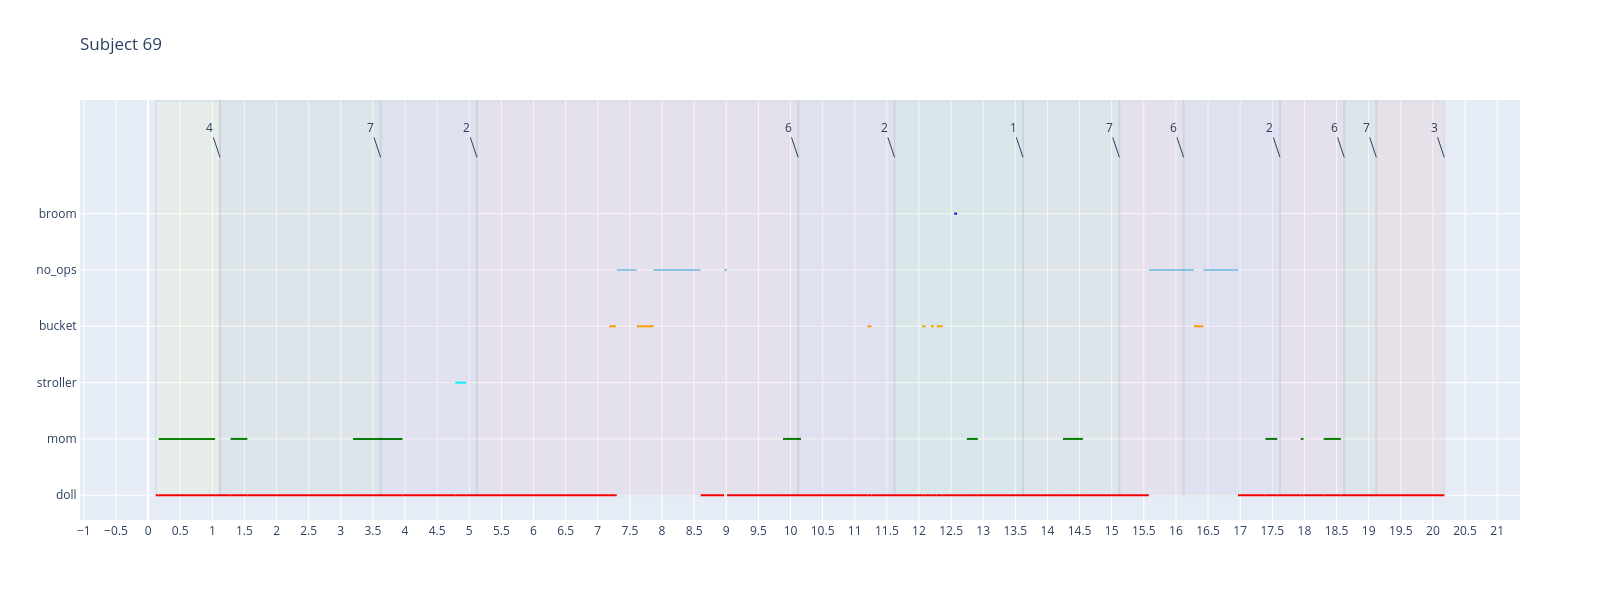 Subject 69
4 7 2 6 2 1 7 6 2 6 7 3
broom
no_ops
bucket
stroller
mom
doll
−1 −0.5 0 0.5 1 1.5 2 2.5 3 3.5 4 4.5 5 5.5 6 6.5 7 7.5 8 8.5 9 9.5 10 10.5 11 11.5 12 12.5 13 13.5 14 14.5 15 15.5 16 16.5 17 17.5 18 18.5 19 19.5 20 20.5 21